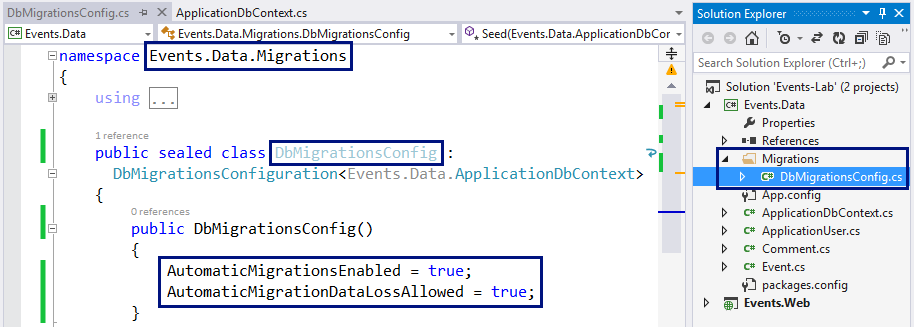 DbMigrationsConfig.cs
ApplicationDbContext.cs
Events.Data
Events.Data.Migrations.DbMigrationsConfig
Seed(Events.Data.ApplicationDbCor
namespace Events.Data.Migrations
{
using ...
1 reference
public sealed class DbMigrationsConfig :
DbMigrationsConfiguration<Events.Data.ApplicationDbContext>
{
0 references
public DbMigrationsConfig()
{
AutomaticMigrationsEnabled = true;
AutomaticMigrationDataLossAllowed = true;
}
Solution Explorer
Search Solution Explorer (Ctrl+;)
Solution 'Events-Lab' (2 projects)
C# Events.Data
Properties
References
Migrations
C# DbMigrationsConfig.cs
App.config
C# ApplicationDbContext.cs
C# ApplicationUser.cs
C# Comment.cs
C# Event.cs
packages.config
Events.Web